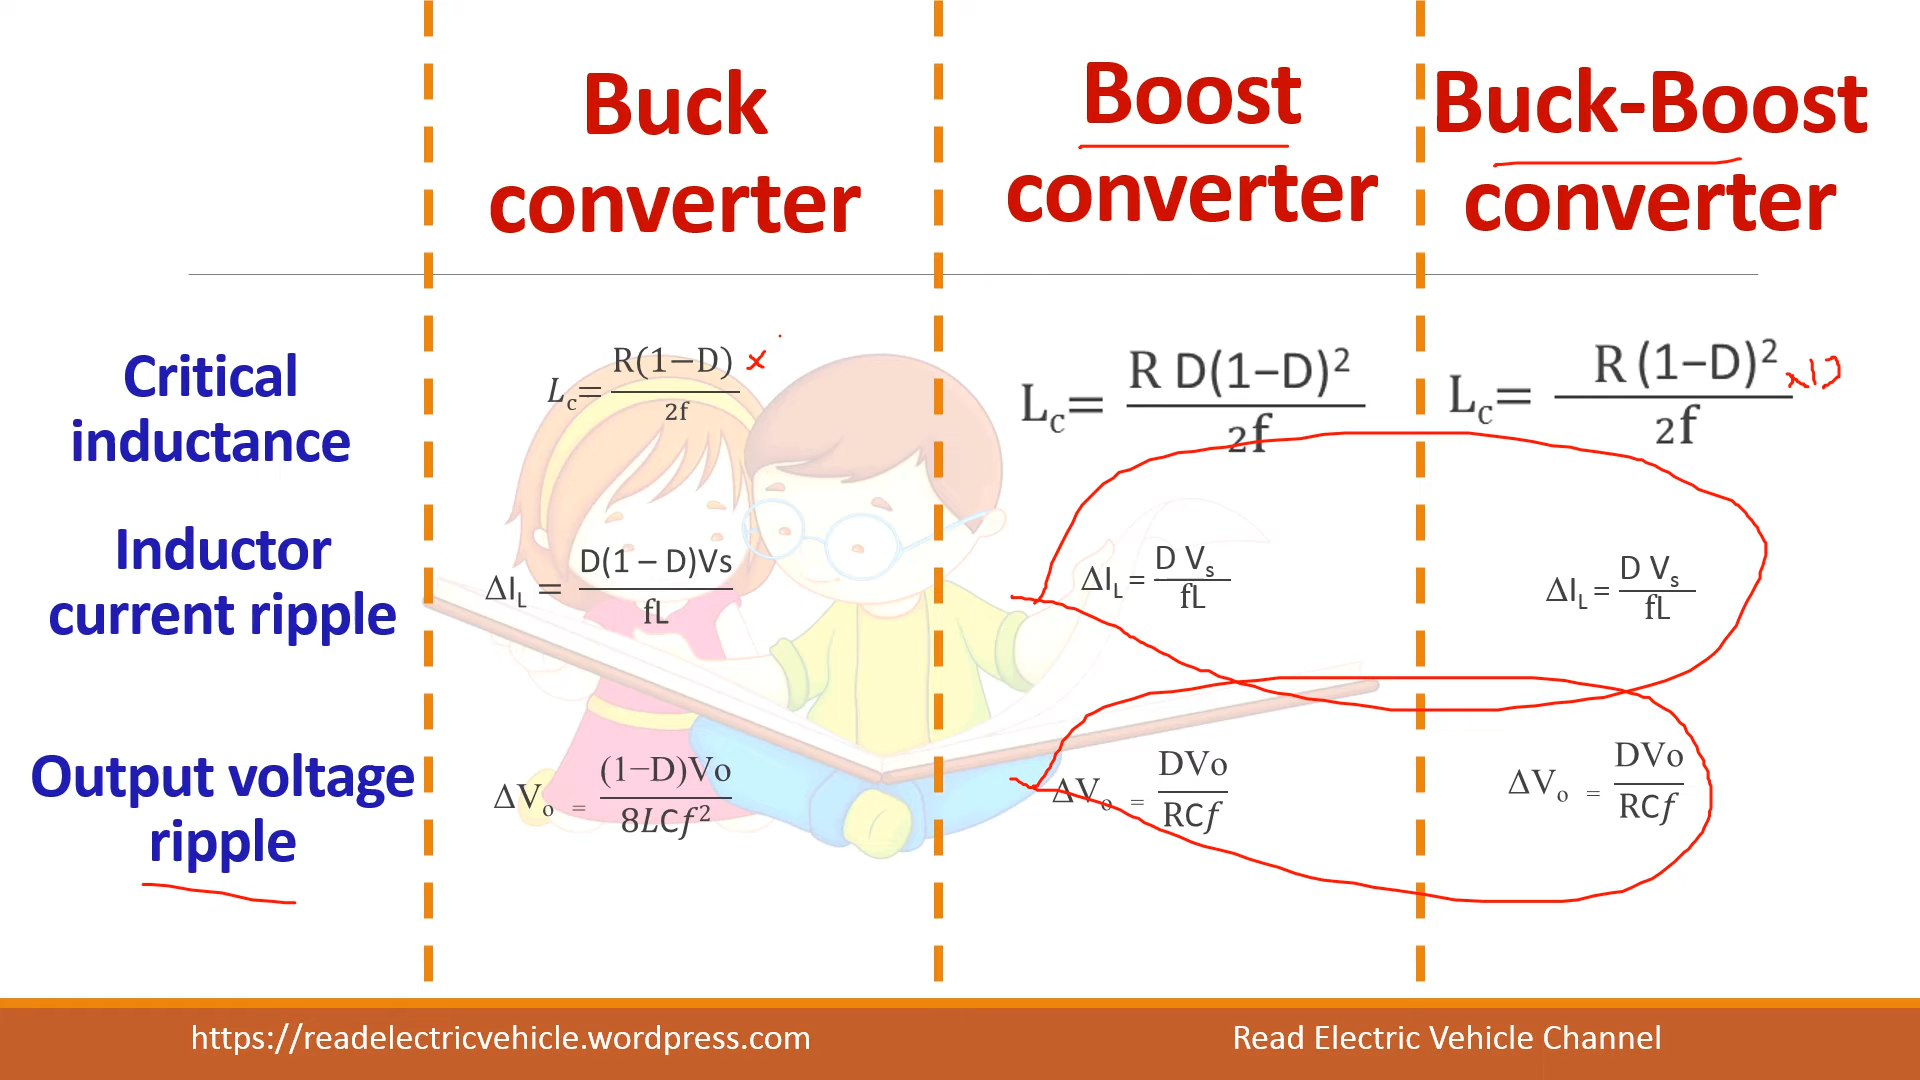 Buck
converter
Boost
converter
Buck-Boost
converter
Critical
inductance
L_c= R(1−D) / 2f ×
L_c= R D(1−D)² / 2f
L_c= R (1−D)² / 2f
Inductor
current ripple
ΔI_L = D(1 – D)Vs / fL
ΔI_L = D V_s / fL
ΔI_L = D V_s / fL
Output voltage
ripple
ΔV_o = (1−D)Vo / 8LCf²
ΔV_o = DVo / RCf
ΔV_o = DVo / RCf
https://readelectricvehicle.wordpress.com
Read Electric Vehicle Channel